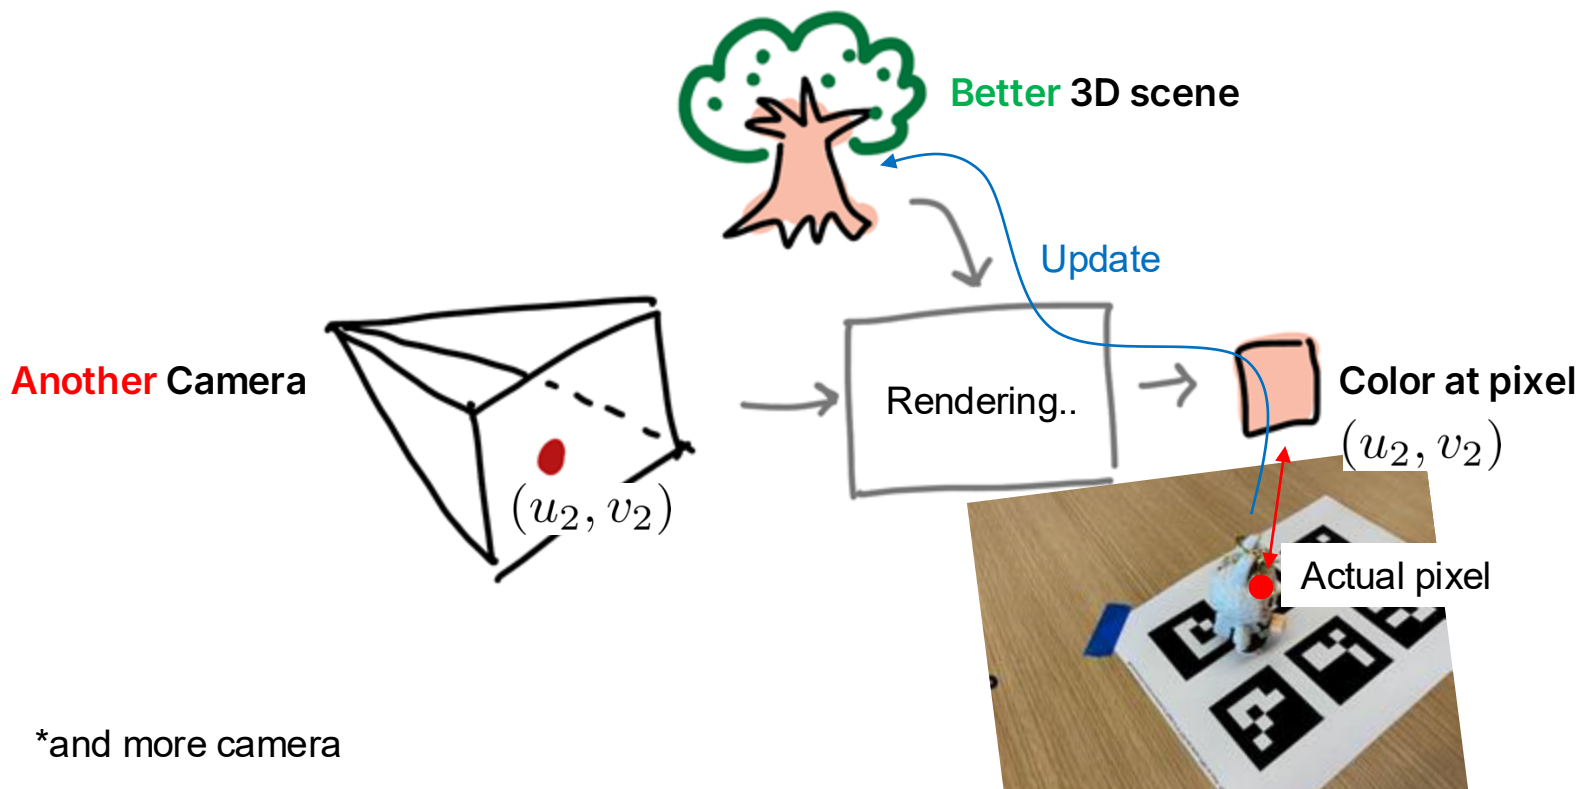 Better 3D scene
Update
Another Camera
Rendering..
Color at pixel
(u₂, v₂)
(u₂, v₂)
Actual pixel
*and more camera